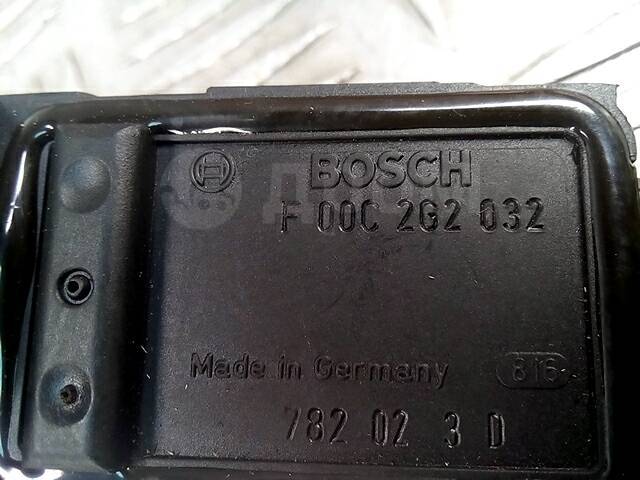 BOSCH
F 00C 2G2 032
Made in Germany
816
782 02 3 D